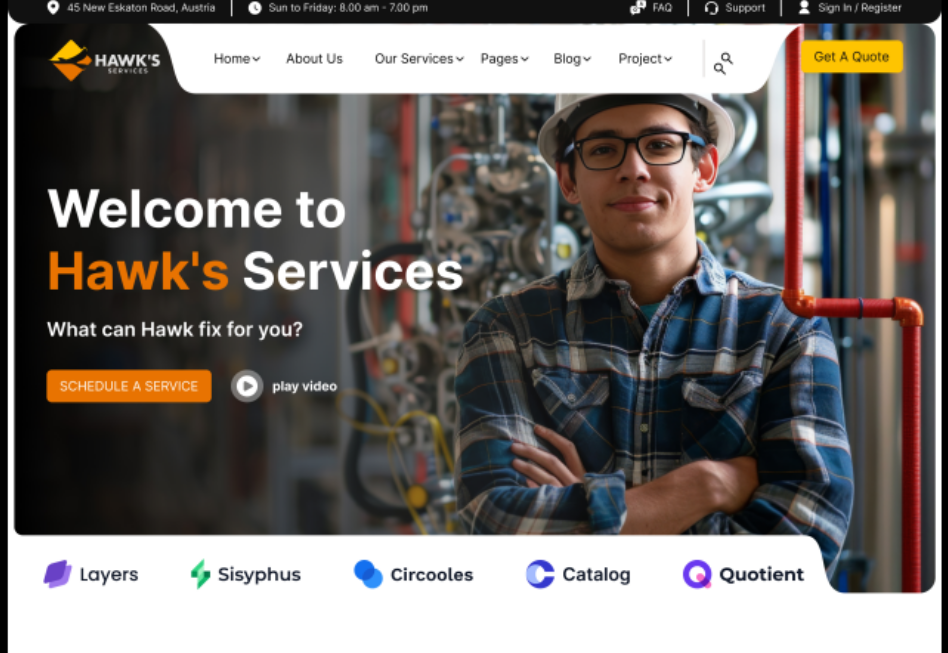 45 New Eskaton Road, Austria
Sun to Friday: 8.00 am - 7.00 pm
FAQ
Support
Sign In / Register
HAWK'S
SERVICES
Home
About Us
Our Services
Pages
Blog
Project
Get A Quote
Welcome to
Hawk's Services
What can Hawk fix for you?
SCHEDULE A SERVICE
play video
Layers
Sisyphus
Circooles
Catalog
Quotient